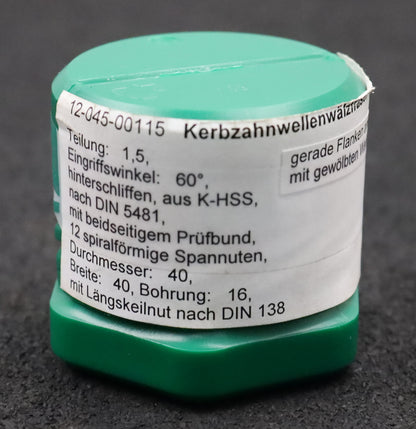 12-045-00115 Kerbzahnwellenwälzfräser
Teilung: 1,5,
Eingriffswinkel: 60°,
hinterschliffen, aus K-HSS,
nach DIN 5481,
mit beidseitigem Prüfbund,
12 spiralförmige Spannuten,
Durchmesser: 40,
Breite: 40, Bohrung: 16,
mit Längskeilnut nach DIN 138
gerade Flanken
mit gewölbten